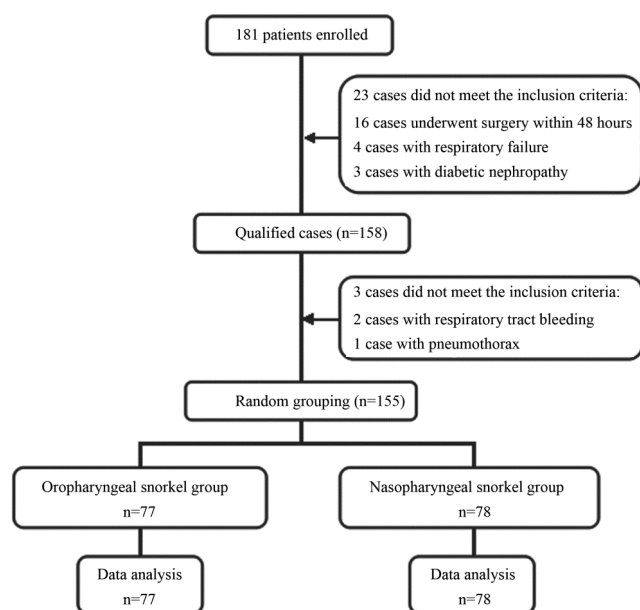 181 patients enrolled
23 cases did not meet the inclusion criteria:
16 cases underwent surgery within 48 hours
4 cases with respiratory failure
3 cases with diabetic nephropathy
Qualified cases (n=158)
3 cases did not meet the inclusion criteria:
2 cases with respiratory tract bleeding
1 case with pneumothorax
Random grouping (n=155)
Oropharyngeal snorkel group
n=77
Nasopharyngeal snorkel group
n=78
Data analysis
n=77
Data analysis
n=78